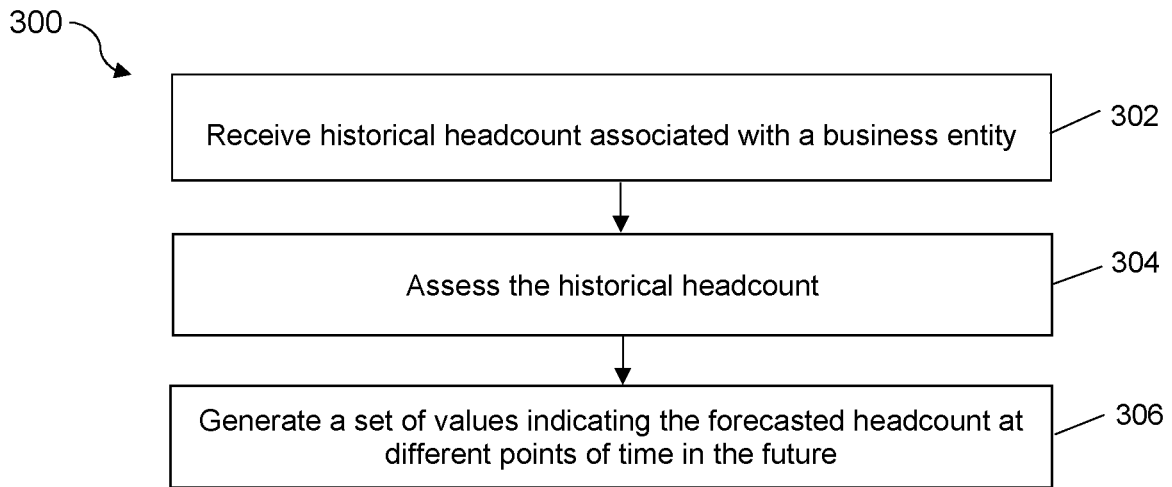 300
Receive historical headcount associated with a business entity
302
Assess the historical headcount
304
Generate a set of values indicating the forecasted headcount at
different points of time in the future
306